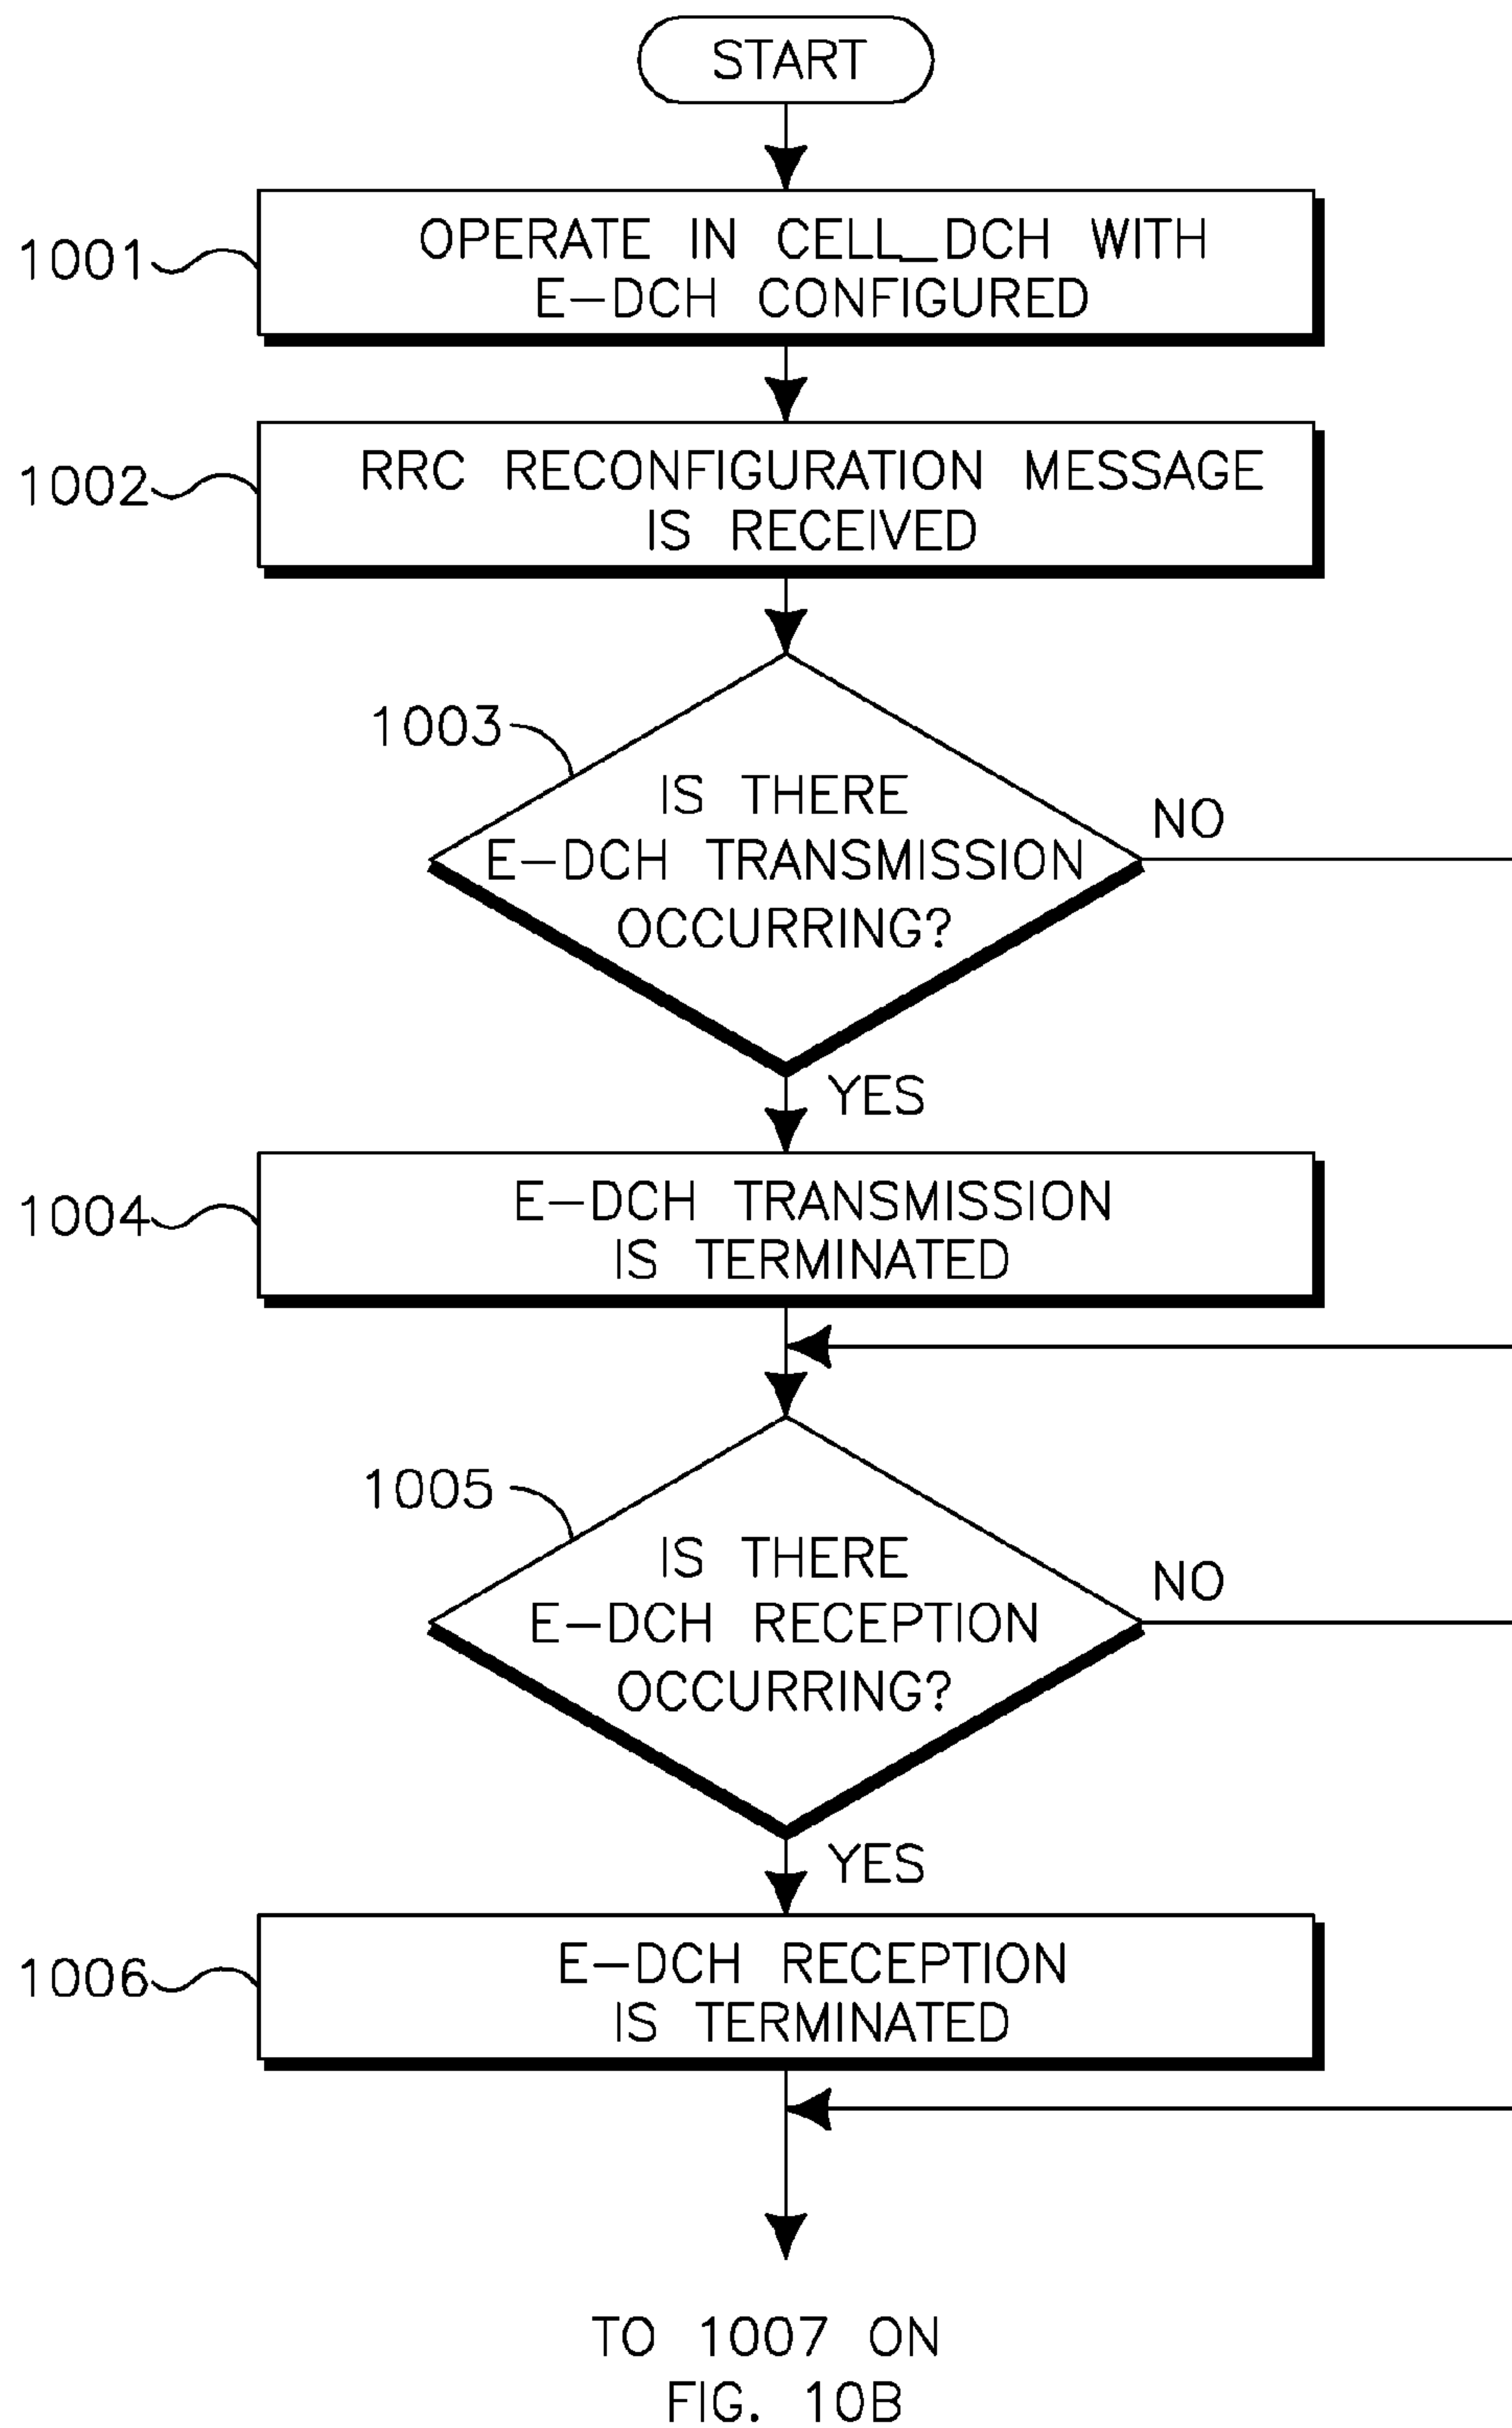 START
1001
OPERATE IN CELL_DCH WITH
E-DCH CONFIGURED
1002
RRC RECONFIGURATION MESSAGE
IS RECEIVED
1003
IS THERE
E-DCH TRANSMISSION
OCCURRING?
NO
YES
1004
E-DCH TRANSMISSION
IS TERMINATED
1005
IS THERE
E-DCH RECEPTION
OCCURRING?
NO
YES
1006
E-DCH RECEPTION
IS TERMINATED
TO 1007 ON
FIG. 10B